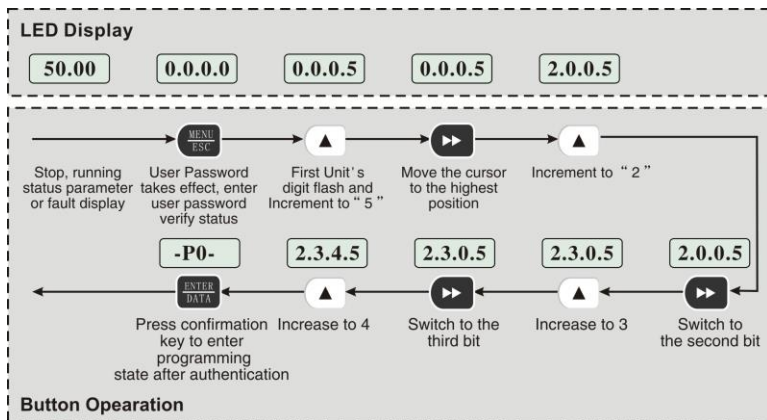 LED Display
50.00 0.0.0.0 0.0.0.5 0.0.0.5 2.0.0.5
MENU
ESC
▲
▶▶
▲
Stop, running
status parameter
or fault display
User Password
takes effect, enter
user password
verify status
First Unit's
digit flash and
Increment to “ 5 ”
Move the cursor
to the highest
position
Increment to “ 2 ”
-P0- 2.3.4.5 2.3.0.5 2.3.0.5 2.0.0.5
ENTER
DATA
▲
▶▶
▲
▶▶
Press confirmation
key to enter
programming
state after authentication
Increase to 4
Switch to the
third bit
Increase to 3
Switch to
the second bit
Button Opearation